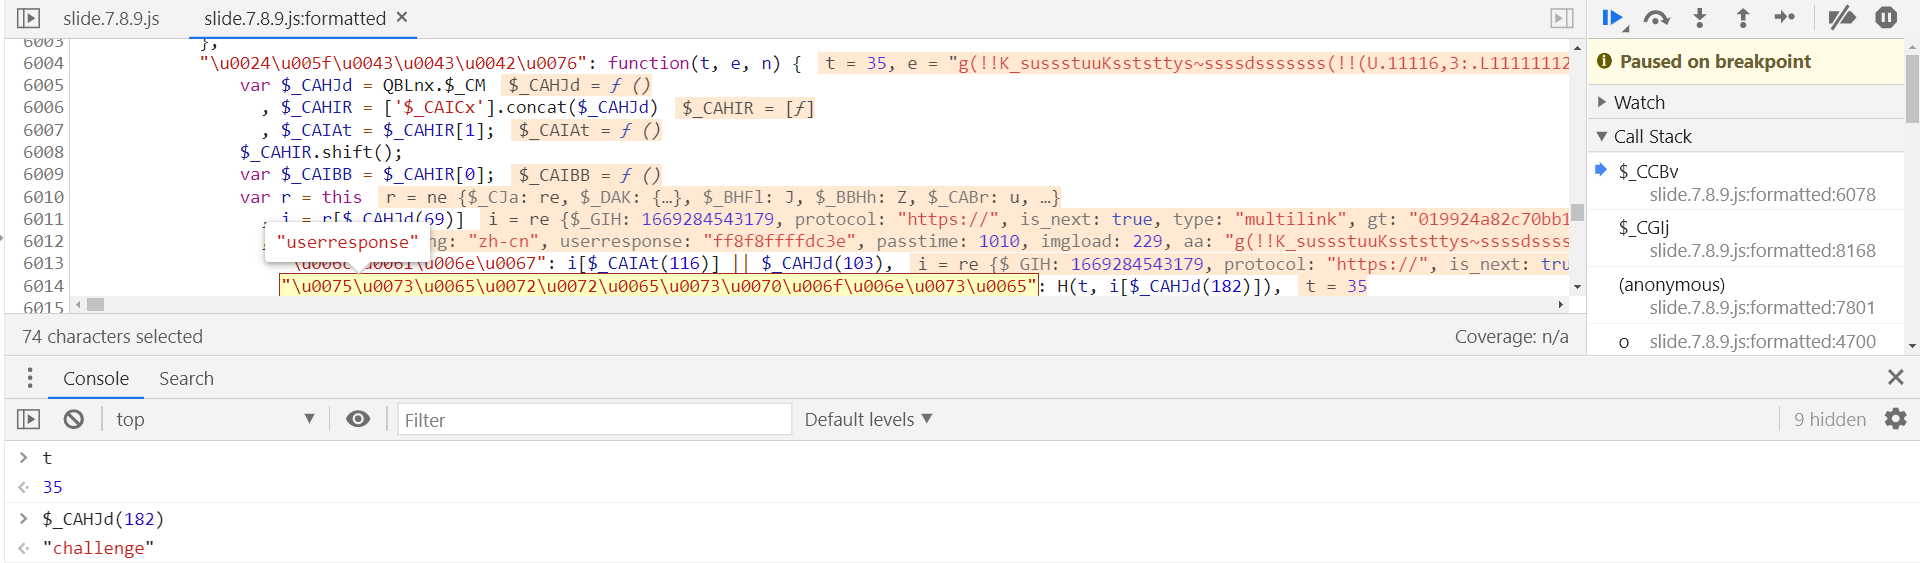 slide.7.8.9.js slide.7.8.9.js:formatted ×
6003 },
6004 "\u0024\u005f\u0043\u0043\u0042\u0076": function(t, e, n) { t = 35, e = "g(!!K_sussstuuKsststtys~ssssdsssssss(!!(U.11116,3:.L11111112
6005 var $_CAHJd = QBLnx.$_CM $_CAHJd = ƒ ()
6006 , $_CAHIR = ['$_CAICx'].concat($_CAHJd) $_CAHIR = [ƒ]
6007 , $_CAIAt = $_CAHIR[1]; $_CAIAt = ƒ ()
6008 $_CAHIR.shift();
6009 var $_CAIBB = $_CAHIR[0]; $_CAIBB = ƒ ()
6010 var r = this r = ne {$_CJa: re, $_DAK: {…}, $_BHFl: J, $_BBHh: Z, $_CABr: u, …}
6011 , i = r[$_CAHJd(69)] i = re {$_GIH: 1669284543179, protocol: "https://", is_next: true, type: "multilink", gt: "019924a82c70bb1
6012 "userresponse" ng: "zh-cn", userresponse: "ff8f8ffffdc3e", passtime: 1010, imgload: 229, aa: "g(!!K_sussstuuKsststtys~ssssdssss
6013 "\u006c\u0061\u006e\u0067": i[$_CAIAt(116)] || $_CAHJd(103), i = re {$_GIH: 1669284543179, protocol: "https://", is_next: tru
6014 "\u0075\u0073\u0065\u0072\u0072\u0065\u0073\u0070\u006f\u006e\u0073\u0065": H(t, i[$_CAHJd(182)]), t = 35
6015
74 characters selected Coverage: n/a
Paused on breakpoint
Watch
Call Stack
$_CCBv
slide.7.8.9.js:formatted:6078
$_CGIj
slide.7.8.9.js:formatted:8168
(anonymous)
slide.7.8.9.js:formatted:7801
o slide.7.8.9.js:formatted:4700
Console Search
top Filter Default levels 9 hidden
> t
35
> $_CAHJd(182)
"challenge"